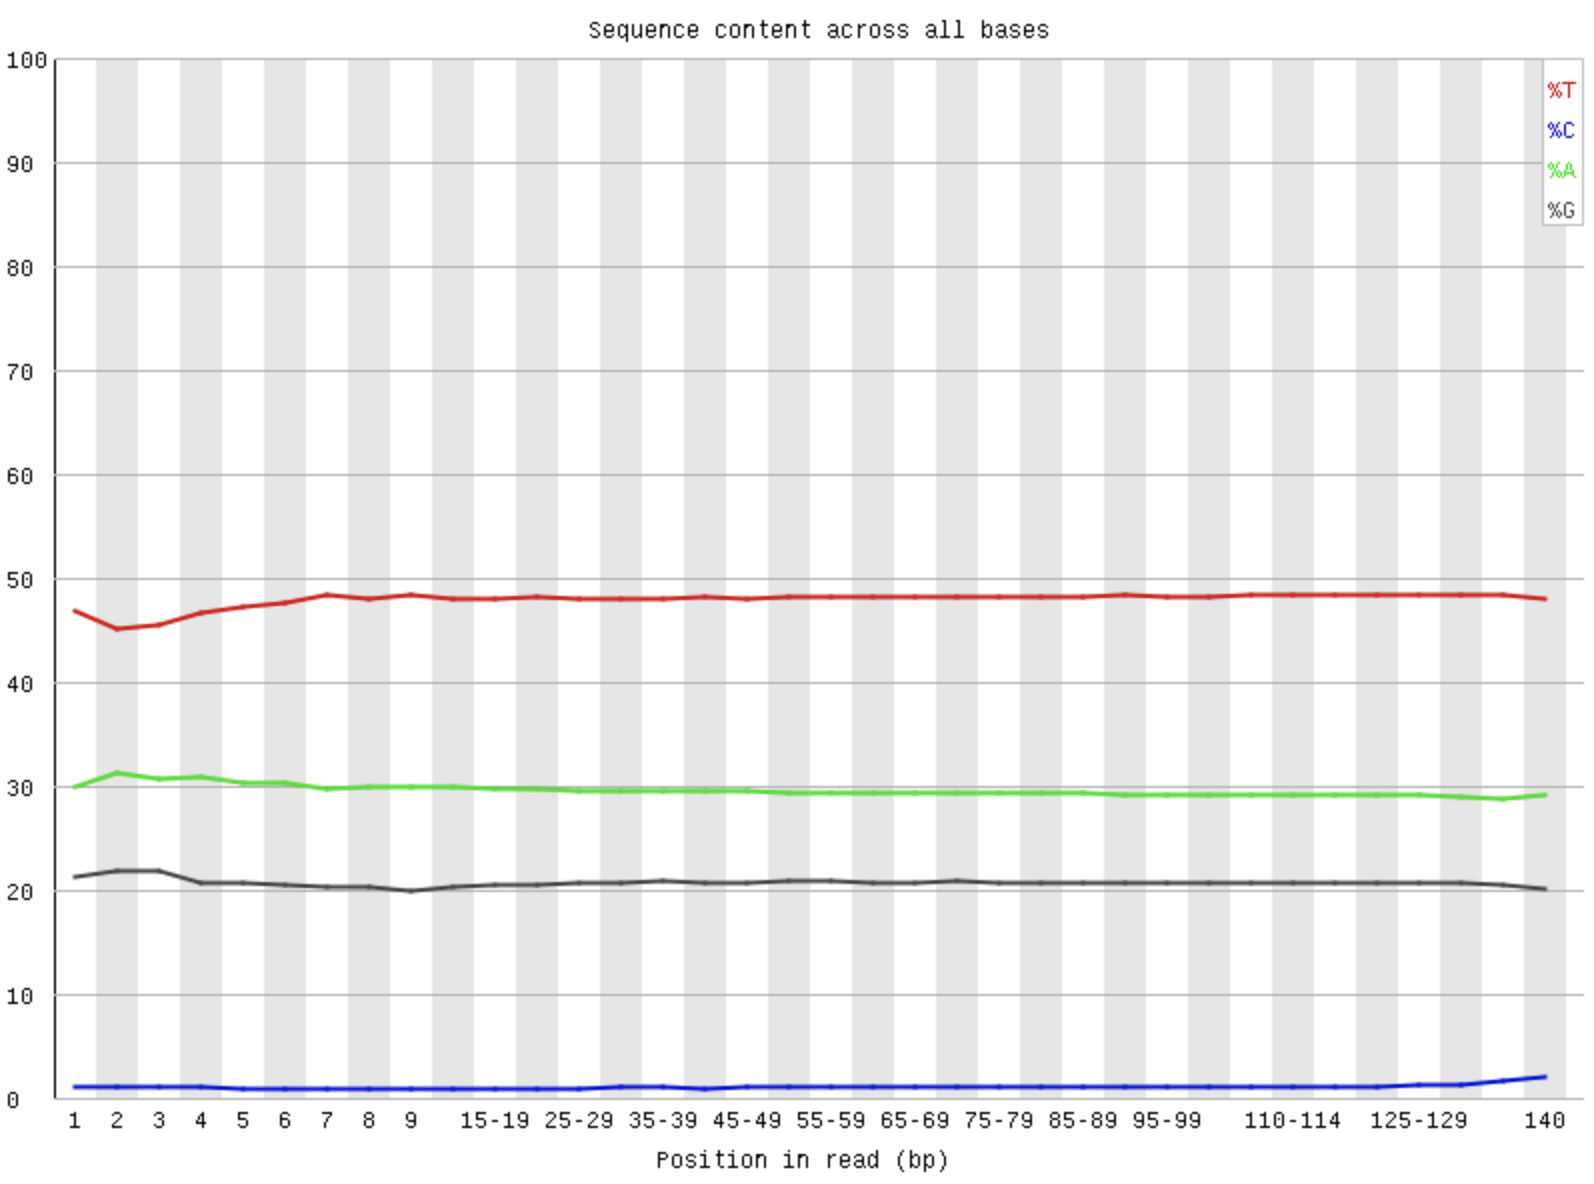 Sequence content across all bases
100
90
80
70
60
50
40
30
20
10
0
%T
%C
%A
%G
1 2 3 4 5 6 7 8 9 15-19 25-29 35-39 45-49 55-59 65-69 75-79 85-89 95-99 110-114 125-129 140
Position in read (bp)